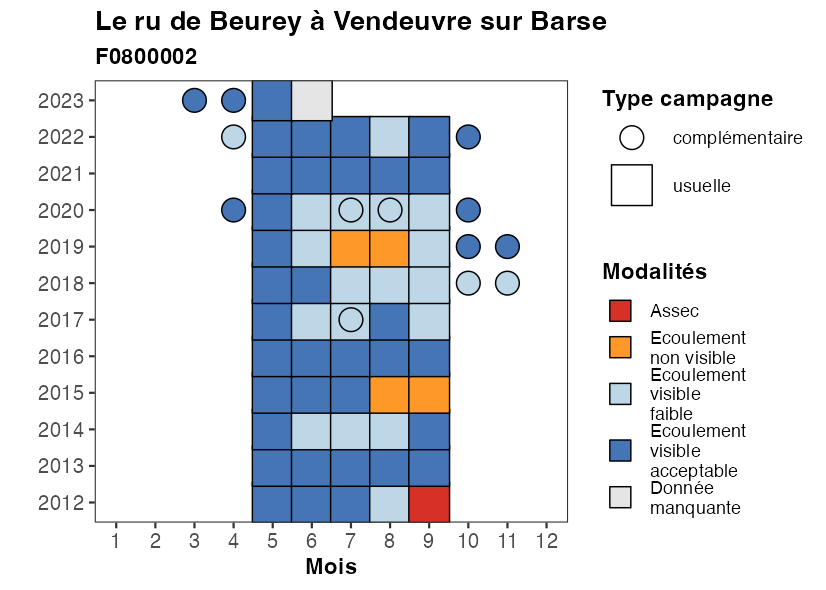 Le ru de Beurey à Vendeuvre sur Barse
F0800002
2023
2022
2021
2020
2019
2018
2017
2016
2015
2014
2013
2012
1 2 3 4 5 6 7 8 9 10 11 12
Mois
Type campagne
complémentaire
usuelle
Modalités
Assec
Ecoulement
non visible
Ecoulement
visible
faible
Ecoulement
visible
acceptable
Donnée
manquante